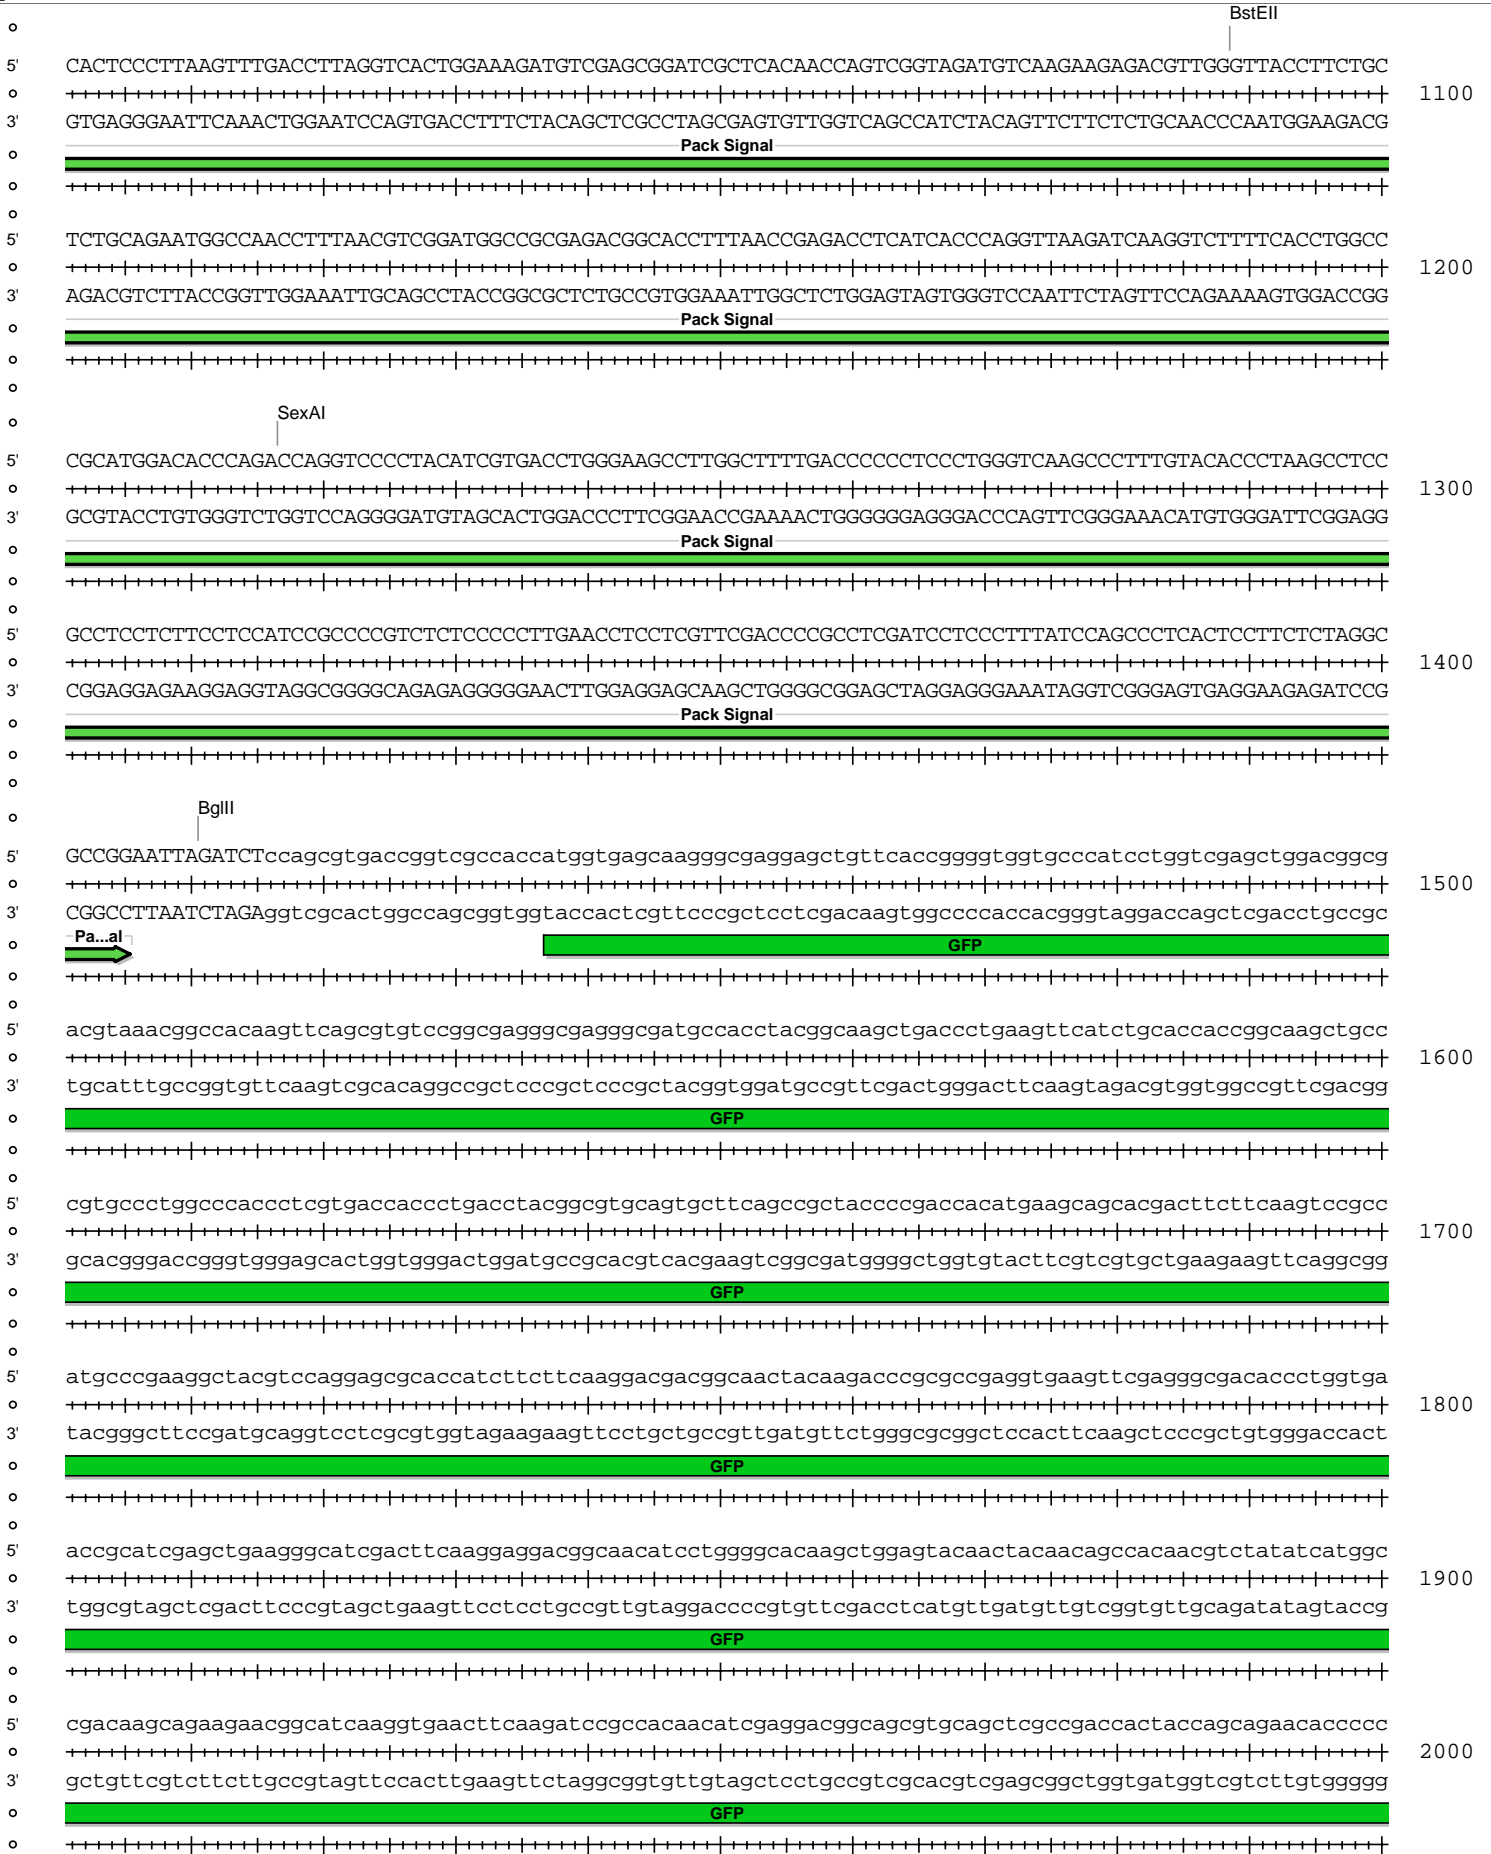 BstEII
5' CACTCCCTTAAGTTTGACCTTAGGTCACTGGAAAGATGTCGAGCGGATCGCTCACAACCAGTCGGTAGATGTCAAGAAGAGACGTTGGGTTACCTTCTGC
1100
3' GTGAGGGAATTCAAACTGGAATCCAGTGACCTTTCTACAGCTCGCCTAGCGAGTGTTGGTCAGCCATCTACAGTTCTTCTCTGCAACCCAATGGAAGACG
Pack Signal
5' TCTGCAGAATGGCCAACCTTTAACGTCGGATGGCCGCGAGACGGCACCTTTAACCGAGACCTCATCACCCAGGTTAAGATCAAGGTCTTTTCACCTGGCC
1200
3' AGACGTCTTACCGGTTGGAAATTGCAGCCTACCGGCGCTCTGCCGTGGAAATTGGCTCTGGAGTAGTGGGTCCAATTCTAGTTCCAGAAAAGTGGACCGG
Pack Signal
SexAI
5' CGCATGGACACCCAGACCAGGTCCCCTACATCGTGACCTGGGAAGCCTTGGCTTTTGACCCCCCTCCCTGGGTCAAGCCCTTTGTACACCCTAAGCCTCC
1300
3' GCGTACCTGTGGGTCTGGTCCAGGGGATGTAGCACTGGACCCTTCGGAACCGAAAACTGGGGGGAGGGACCCAGTTCGGGAAACATGTGGGATTCGGAGG
Pack Signal
5' GCCTCCTCTTCCTCCATCCGCCCCGTCTCTCCCCCTTGAACCTCCTCGTTCGACCCCGCCTCGATCCTCCCTTTATCCAGCCCTCACTCCTTCTCTAGGC
1400
3' CGGAGGAGAAGGAGGTAGGCGGGGCAGAGAGGGGGAACTTGGAGGAGCAAGCTGGGGCGGAGCTAGGAGGGAAATAGGTCGGGAGTGAGGAAGAGATCCG
Pack Signal
BglII
5' GCCGGAATTAGATCTccagcgtgaccggtcgccaccatggtgagcaagggcgaggagctgttcaccggggtggtgcccatcctggtcgagctggacggcg
1500
3' CGGCCTTAATCTAGAggtcgcactggccagcggtggtaccactcgttcccgctcctcgacaagtggccccaccacgggtaggaccagctcgacctgccgc
Pa...al
GFP
5' acgtaaacggccacaagttcagcgtgtccggcgagggcgagggcgatgccacctacggcaagctgaccctgaagttcatctgcaccaccggcaagctgcc
1600
3' tgcatttgccggtgttcaagtcgcacaggccgctcccgctcccgctacggtggatgccgttcgactgggacttcaagtagacgtggtggccgttcgacgg
GFP
5' cgtgccctggcccaccctcgtgaccaccctgacctacggcgtgcagtgcttcagccgctaccccgaccacatgaagcagcacgacttcttcaagtccgcc
1700
3' gcacgggaccgggtgggagcactggtgggactggatgccgcacgtcacgaagtcggcgatggggctggtgtacttcgtcgtgctgaagaagttcaggcgg
GFP
5' atgcccgaaggctacgtccaggagcgcaccatcttcttcaaggacgacggcaactacaagacccgcgccgaggtgaagttcgagggcgacaccctggtga
1800
3' tacgggcttccgatgcaggtcctcgcgtggtagaagaagttcctgctgccgttgatgttctgggcgcggctccacttcaagctcccgctgtgggaccact
GFP
5' accgcatcgagctgaagggcatcgacttcaaggaggacggcaacatcctggggcacaagctggagtacaactacaacagccacaacgtctatatcatggc
1900
3' tggcgtagctcgacttcccgtagctgaagttcctcctgccgttgtaggaccccgtgttcgacctcatgttgatgttgtcggtgttgcagatatagtaccg
GFP
5' cgacaagcagaagaacggcatcaaggtgaacttcaagatccgccacaacatcgaggacggcagcgtgcagctcgccgaccactaccagcagaacaccccc
2000
3' gctgttcgtcttcttgccgtagttccacttgaagttctaggcggtgttgtagctcctgccgtcgcacgtcgagcggctggtgatggtcgtcttgtggggg
GFP